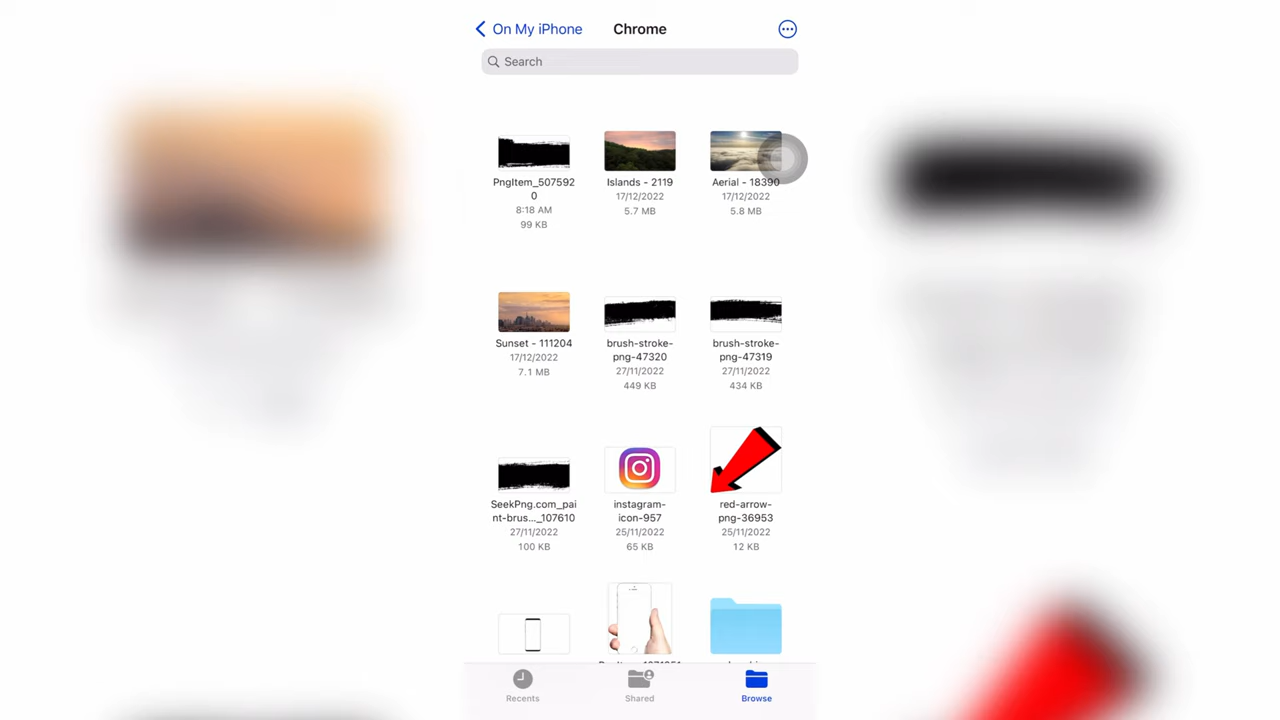 On My iPhone
Chrome
Search
PngItem_507592
0
8:18 AM
99 KB
Islands - 2119
17/12/2022
5.7 MB
Aerial - 18390
17/12/2022
5.8 MB
Sunset - 111204
17/12/2022
7.1 MB
brush-stroke-
png-47320
27/11/2022
449 KB
brush-stroke-
png-47319
27/11/2022
434 KB
SeekPng.com_pai
nt-brus..._107610
27/11/2022
100 KB
instagram-
icon-957
25/11/2022
65 KB
red-arrow-
png-36953
25/11/2022
12 KB
Recents
Shared
Browse